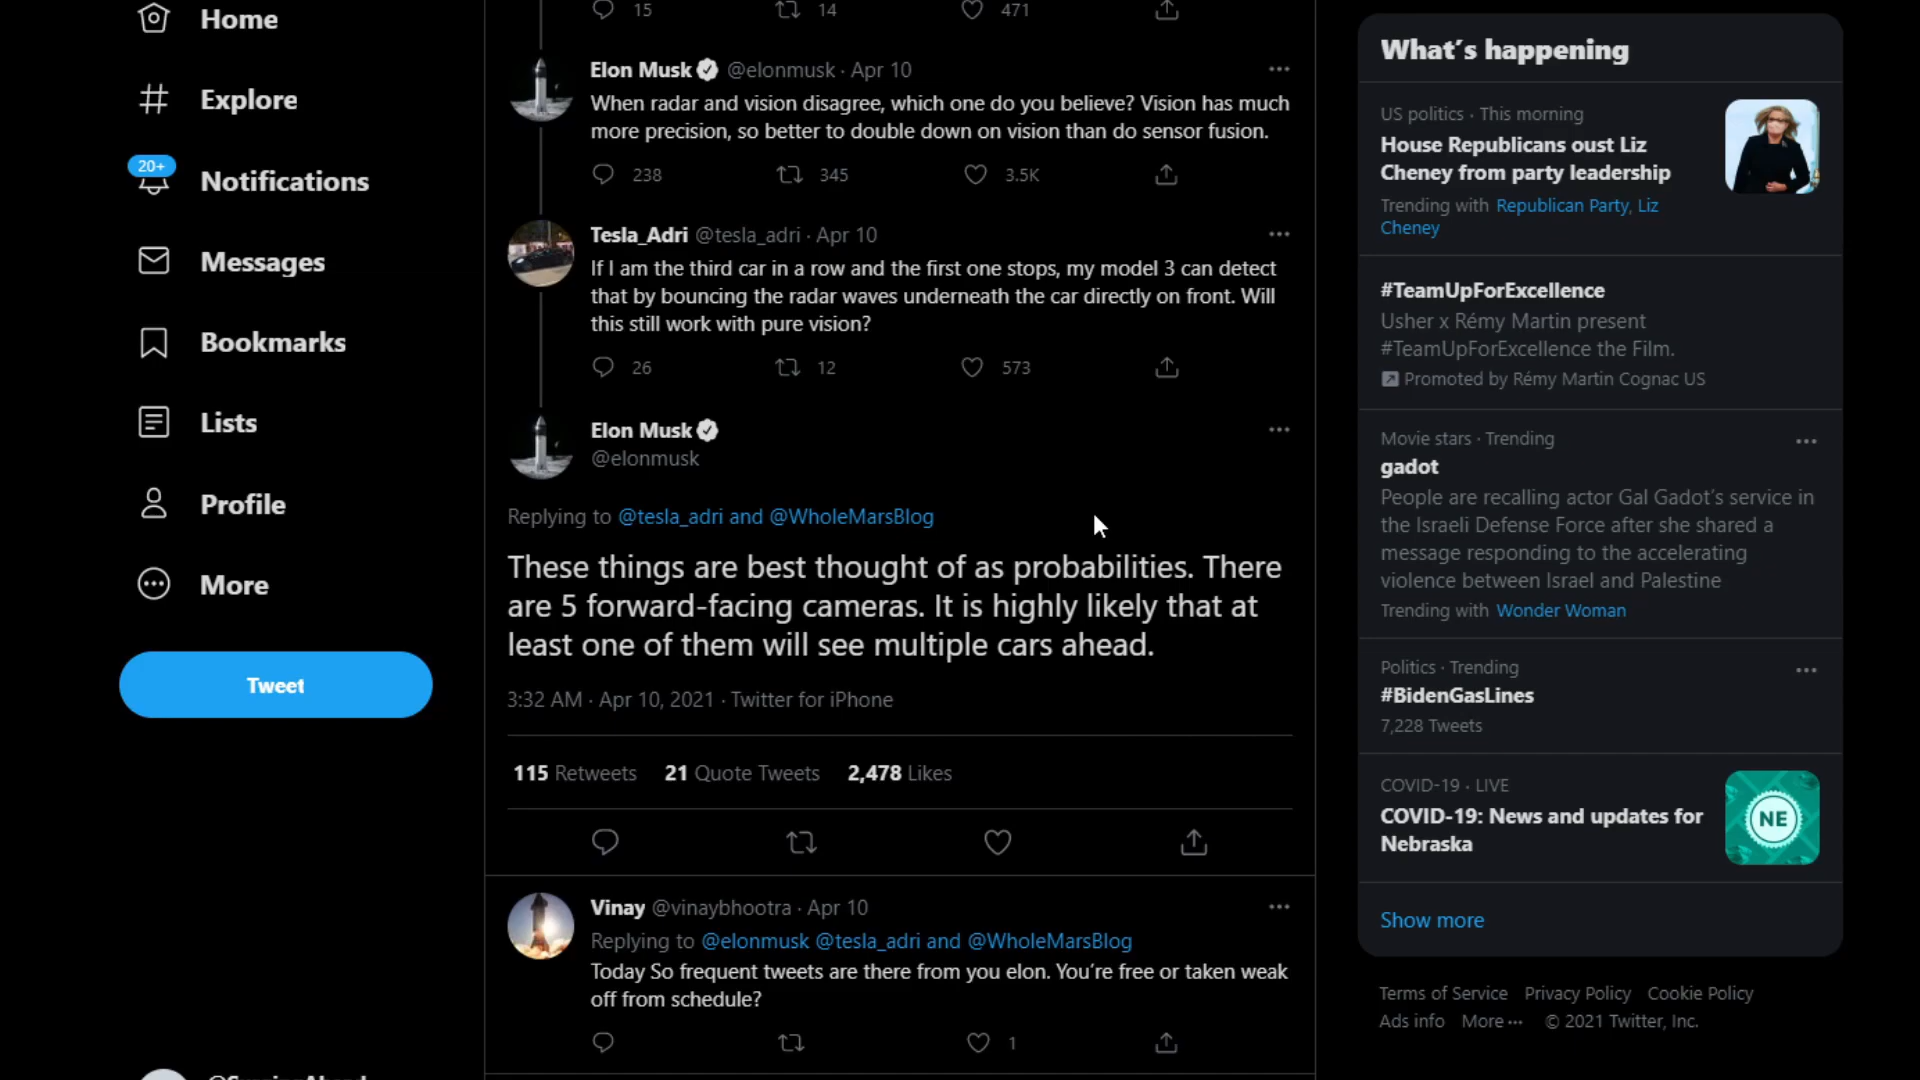 Home
Explore
20+
Notifications
Messages
Bookmarks
Lists
Profile
More
Tweet
15 14 471
Elon Musk @elonmusk · Apr 10
When radar and vision disagree, which one do you believe? Vision has much
more precision, so better to double down on vision than do sensor fusion.
238 345 3.5K
Tesla_Adri @tesla_adri · Apr 10
If I am the third car in a row and the first one stops, my model 3 can detect
that by bouncing the radar waves underneath the car directly on front. Will
this still work with pure vision?
26 12 573
Elon Musk
@elonmusk
Replying to @tesla_adri and @WholeMarsBlog
These things are best thought of as probabilities. There
are 5 forward-facing cameras. It is highly likely that at
least one of them will see multiple cars ahead.
3:32 AM · Apr 10, 2021 · Twitter for iPhone
115 Retweets 21 Quote Tweets 2,478 Likes
Vinay @vinaybhootra · Apr 10
Replying to @elonmusk @tesla_adri and @WholeMarsBlog
Today So frequent tweets are there from you elon. You're free or taken weak
off from schedule?
1
What's happening
US politics · This morning
House Republicans oust Liz
Cheney from party leadership
Trending with Republican Party, Liz
Cheney
#TeamUpForExcellence
Usher x Rémy Martin present
#TeamUpForExcellence the Film.
Promoted by Rémy Martin Cognac US
Movie stars · Trending
gadot
People are recalling actor Gal Gadot's service in
the Israeli Defense Force after she shared a
message responding to the accelerating
violence between Israel and Palestine
Trending with Wonder Woman
Politics · Trending
#BidenGasLines
7,228 Tweets
COVID-19 · LIVE
COVID-19: News and updates for
Nebraska
NE
Show more
Terms of Service Privacy Policy Cookie Policy
Ads info More ··· © 2021 Twitter, Inc.